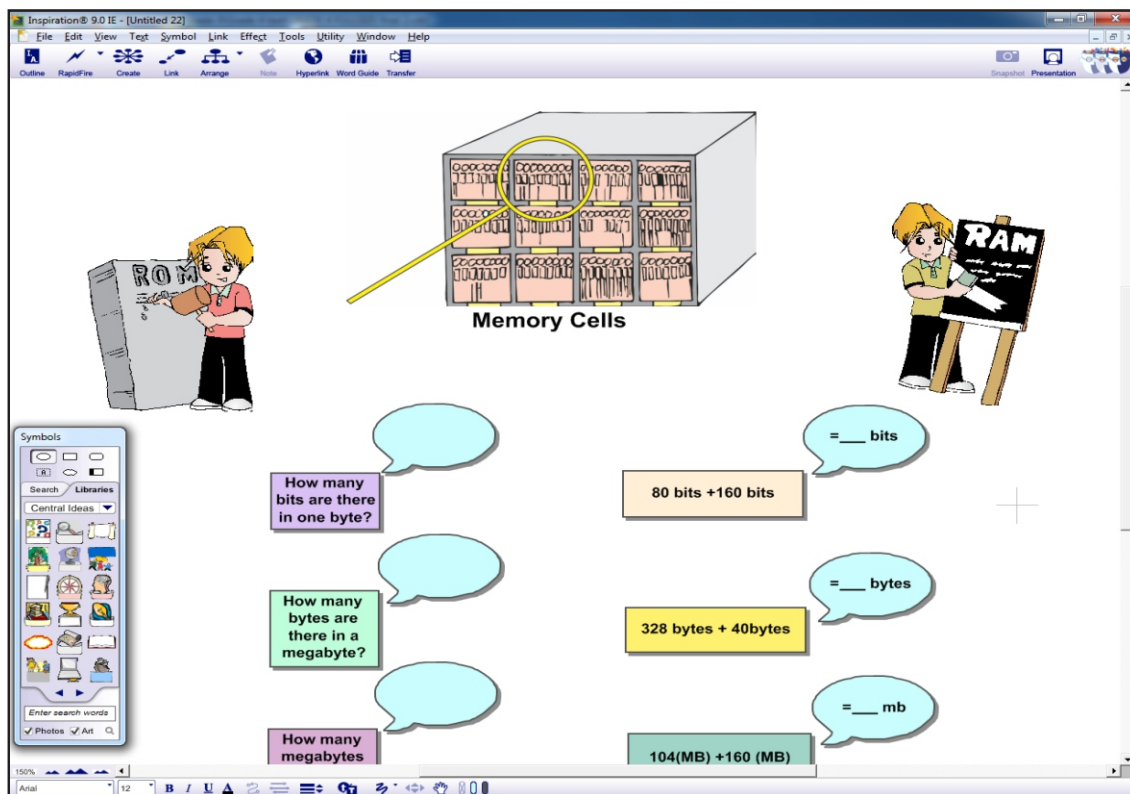 Inspiration® 9.0 IE - [Untitled 22]
File Edit View Text Symbol Link Effect Tools Utility Window Help
Outline RapidFire Create Link Arrange Note Hyperlink Word Guide Transfer Snapshot Presentation
ROM
RAM
Memory Cells
How many
bits are there
in one byte?
=___ bits
80 bits +160 bits
How many
bytes are
there in a
megabyte?
=___ bytes
328 bytes + 40bytes
How many
megabytes
=___ mb
104(MB) +160 (MB)
Symbols
A
Search Libraries
Central Ideas
Enter search words
Photos Art
150%
Arial 12 B I U A